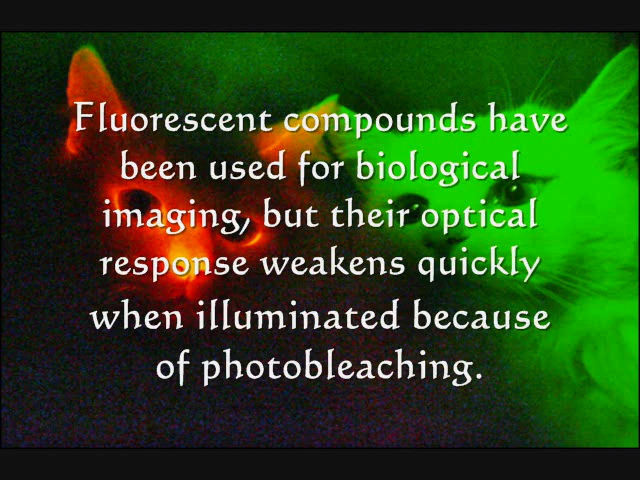 Fluorescent compounds have
been used for biological
imaging, but their optical
response weakens quickly
when illuminated because
of photobleaching.